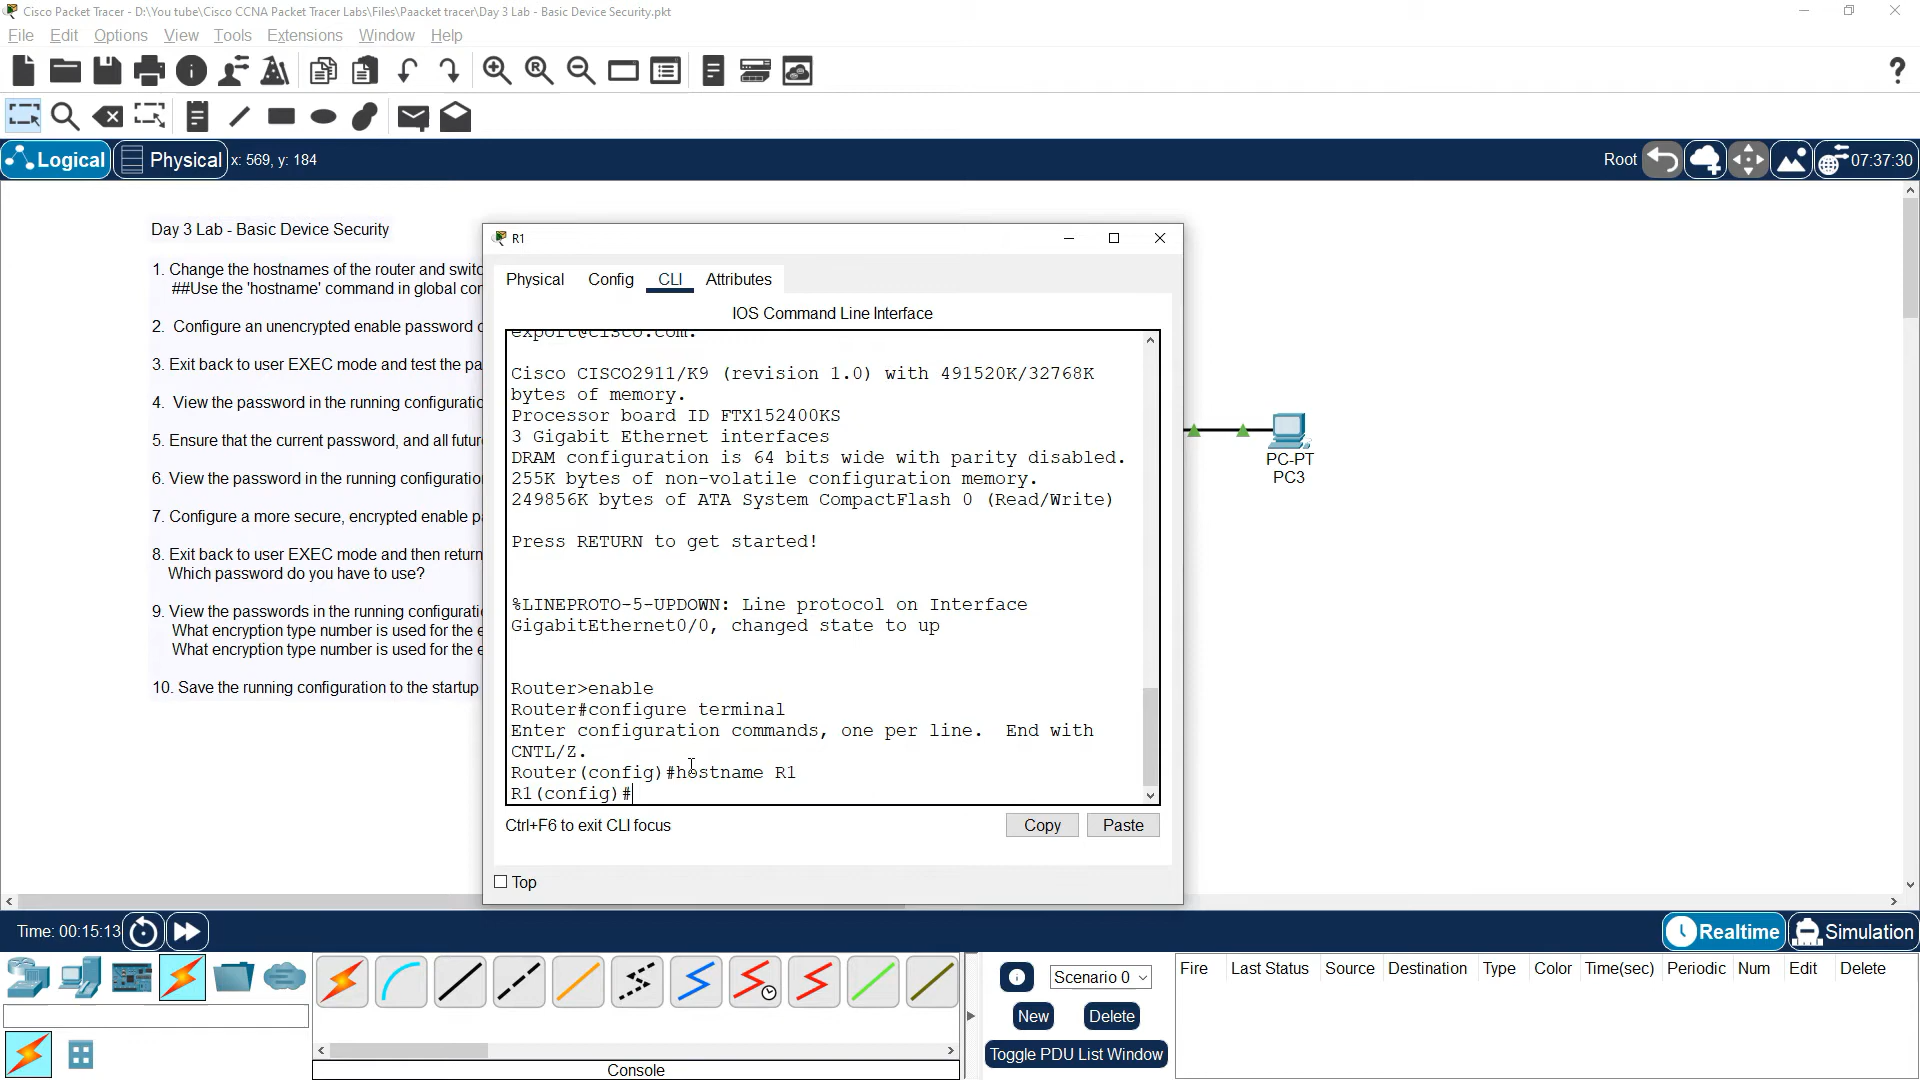 Cisco Packet Tracer - D:\You tube\Cisco CCNA Packet Tracer Labs\Files\Paacket tracer\Day 3 Lab - Basic Device Security.pkt
File Edit Options View Tools Extensions Window Help
?
Logical Physical x: 569, y: 184 Root 07:37:30
Day 3 Lab - Basic Device Security
1. Change the hostnames of the router and
##Use the 'hostname' command in global
2. Configure an unencrypted enable password
3. Exit back to user EXEC mode and test the
4. View the password in the running
5. Ensure that the current password, and all
6. View the password in the running
7. Configure a more secure, encrypted enable
8. Exit back to user EXEC mode and then return
Which password do you have to use?
9. View the passwords in the running
What encryption type number is used for the
What encryption type number is used for the
10. Save the running configuration to the startup
R1
Physical Config CLI Attributes
IOS Command Line Interface
export@cisco.com.
Cisco CISCO2911/K9 (revision 1.0) with 491520K/32768K
bytes of memory.
Processor board ID FTX152400KS
3 Gigabit Ethernet interfaces
DRAM configuration is 64 bits wide with parity disabled.
255K bytes of non-volatile configuration memory.
249856K bytes of ATA System CompactFlash 0 (Read/Write)
Press RETURN to get started!
%LINEPROTO-5-UPDOWN: Line protocol on Interface
GigabitEthernet0/0, changed state to up
Router>enable
Router#configure terminal
Enter configuration commands, one per line. End with
CNTL/Z.
Router(config)#hostname R1
R1(config)#
Ctrl+F6 to exit CLI focus
Copy Paste
Top
PC-PT
PC3
Time: 00:15:13 Realtime Simulation
Scenario 0
New Delete
Toggle PDU List Window
Fire Last Status Source Destination Type Color Time(sec) Periodic Num Edit Delete
Console